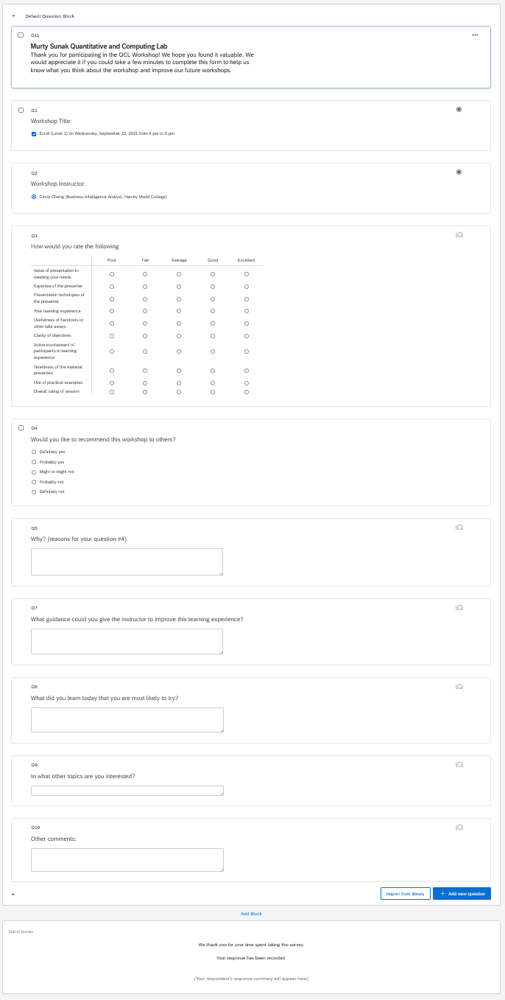 Default Question Block
Q11
Murty Sunak Quantitative and Computing Lab
Thank you for participating in the QCL Workshop! We hope you found it valuable. We
would appreciate it if you could take a few minutes to complete this form to help us
know what you think about the workshop and improve our future workshops.
Q1
Workshop Title:
Excel (Level 1) on Wednesday, September 22, 2021 from 4 pm to 6 pm
Q2
Workshop Instructor:
Cindy Cheng (Business Intelligence Analyst, Harvey Mudd College)
Q3
iQ
How would you rate the following
Poor Fair Average Good Excellent
Value of presentation in
meeting your needs
Expertise of the presenter
Presentation techniques of
the presenter
Your learning experience
Usefulness of handouts or
other take aways
Clarity of objectives
Active involvement of
participants in learning
experience
Timeliness of the material
presented
Use of practical examples
Overall rating of session
Q4
Would you like to recommend this workshop to others?
Definitely yes
Probably yes
Might or might not
Probably not
Definitely not
Q5
iQ
Why? (reasons for your question #4)
Q7
iQ
What guidance could you give the instructor to improve this learning experience?
Q8
iQ
What did you learn today that you are most likely to try?
Q9
iQ
In what other topics are you interested?
Q10
iQ
Other comments:
Import from library
Add new question
Add Block
End of Survey
We thank you for your time spent taking this survey.
Your response has been recorded.
(Your respondent's response summary will appear here)